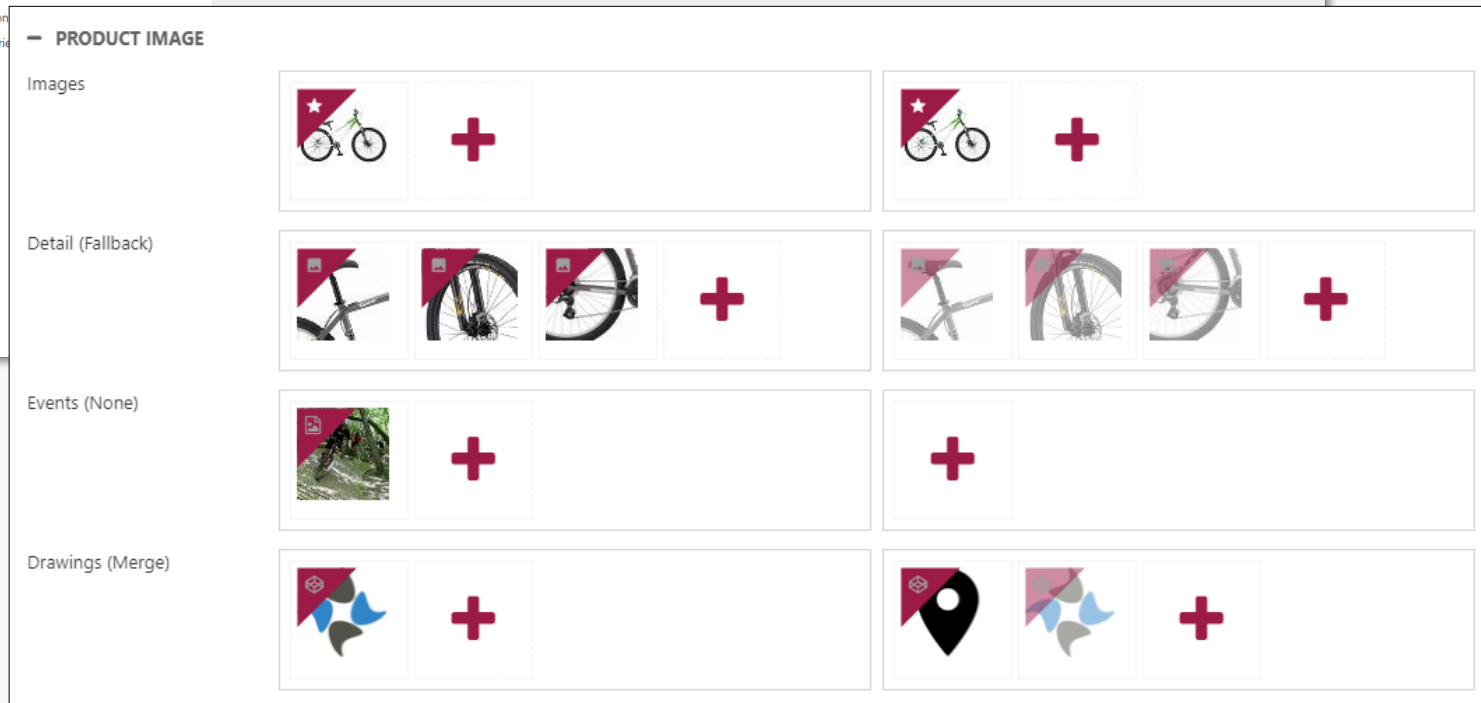 PRODUCT IMAGE
Images
Detail (Fallback)
Events (None)
Drawings (Merge)